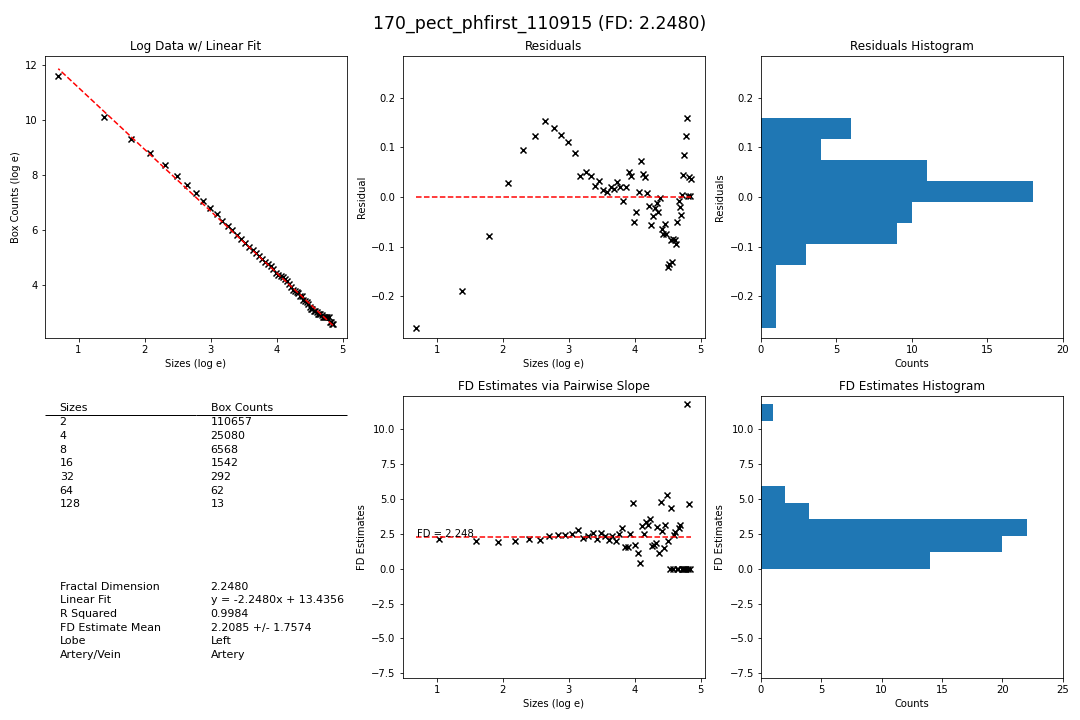 170_pect_phfirst_110915 (FD: 2.2480)
Log Data w/ Linear Fit
12
10
8
6
4
Box Counts (log e)
1 2 3 4 5
Sizes (log e)
Residuals
0.2
0.1
0.0
−0.1
−0.2
Residual
1 2 3 4 5
Sizes (log e)
Residuals Histogram
0.2
0.1
0.0
−0.1
−0.2
Residuals
0 5 10 15 20
Counts
Sizes Box Counts
2 110657
4 25080
8 6568
16 1542
32 292
64 62
128 13
Fractal Dimension 2.2480
Linear Fit y = -2.2480x + 13.4356
R Squared 0.9984
FD Estimate Mean 2.2085 +/- 1.7574
Lobe Left
Artery/Vein Artery
FD Estimates via Pairwise Slope
10.0
7.5
5.0
2.5
0.0
−2.5
−5.0
−7.5
FD Estimates
FD = 2.248
1 2 3 4 5
Sizes (log e)
FD Estimates Histogram
10.0
7.5
5.0
2.5
0.0
−2.5
−5.0
−7.5
FD Estimates
0 5 10 15 20 25
Counts